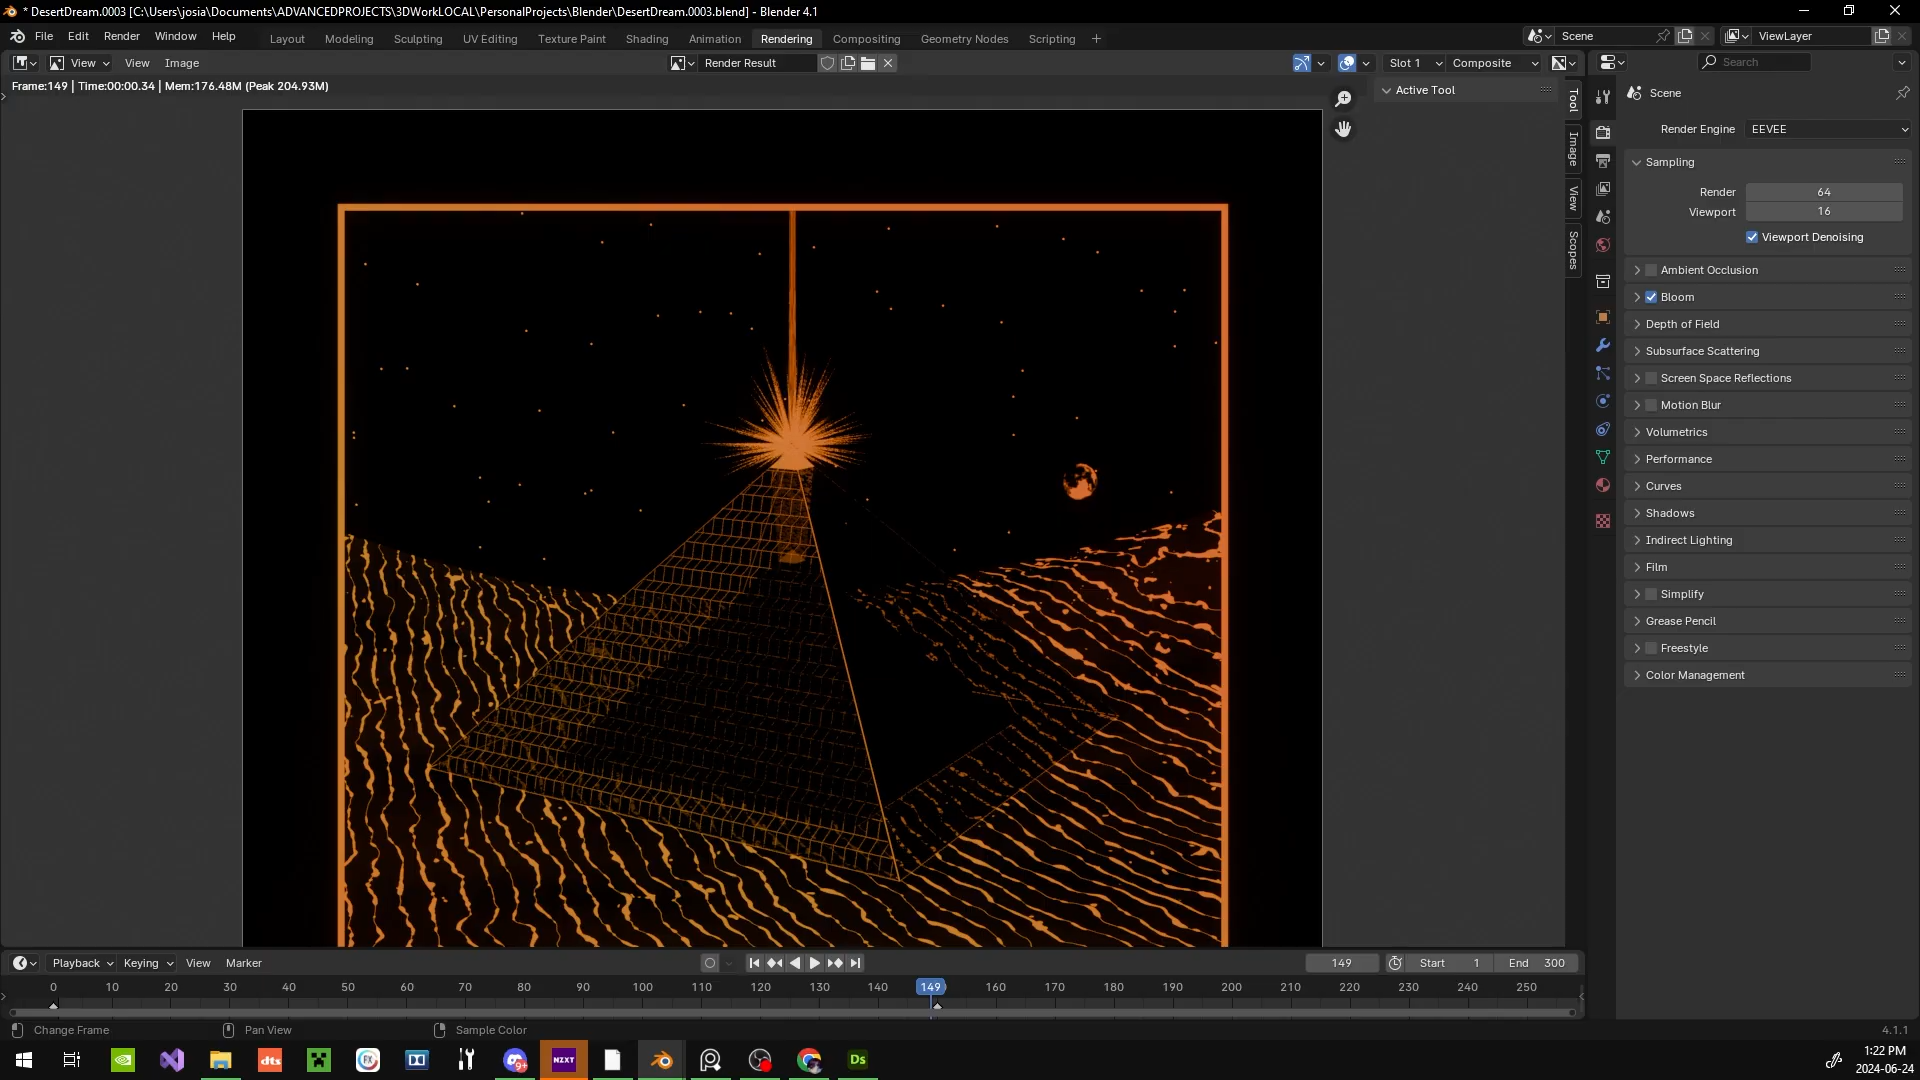 * DesertDream.0003 [C:\Users\josia\Documents\ADVANCEDPROJECTS\3DWorkLOCAL\PersonalProjects\Blender\DesertDream.0003.blend] - Blender 4.1
File Edit Render Window Help Layout Modeling Sculpting UV Editing Texture Paint Shading Animation Rendering Compositing Geometry Nodes Scripting + Scene ViewLayer
View View Image Render Result Slot 1 Composite Search
Frame:149 | Time:00:00.34 | Mem:176.48M (Peak 204.93M)
Active Tool
Tool
Image
View
Scopes
Scene
Render Engine EEVEE
Sampling
Render 64
Viewport 16
Viewport Denoising
Ambient Occlusion
Bloom
Depth of Field
Subsurface Scattering
Screen Space Reflections
Motion Blur
Volumetrics
Performance
Curves
Shadows
Indirect Lighting
Film
Simplify
Grease Pencil
Freestyle
Color Management
Playback Keying View Marker 149 Start 1 End 300
0 10 20 30 40 50 60 70 80 90 100 110 120 130 140 149 160 170 180 190 200 210 220 230 240 250
Change Frame Pan View Sample Color 4.1.1
dts FX 9+ NZXT Ds
1:22 PM
2024-06-24